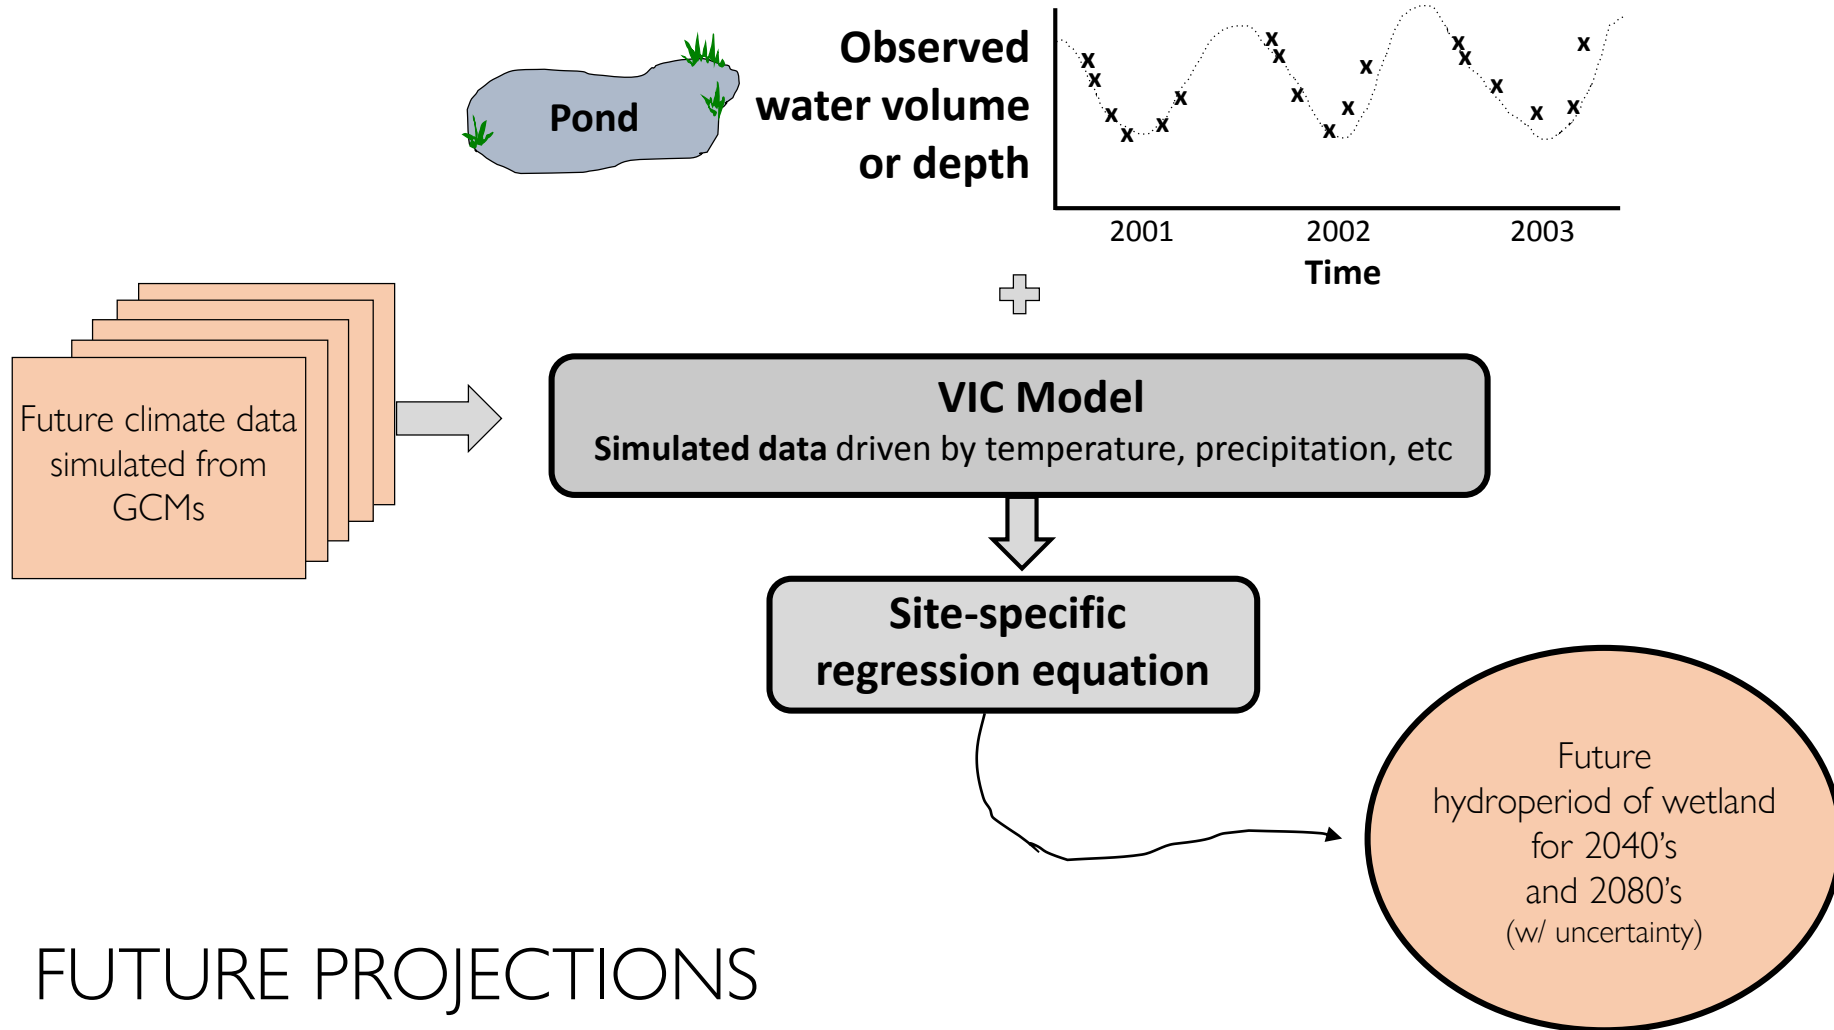 Pond
Observed
water volume
or depth
x x x x x x x x x x x x x x x x x x x
2001 2002 2003
Time
Future climate data
simulated from
GCMs
VIC Model
Simulated data driven by temperature, precipitation, etc
Site-specific
regression equation
Future
hydroperiod of wetland
for 2040's
and 2080's
(w/ uncertainty)
FUTURE PROJECTIONS